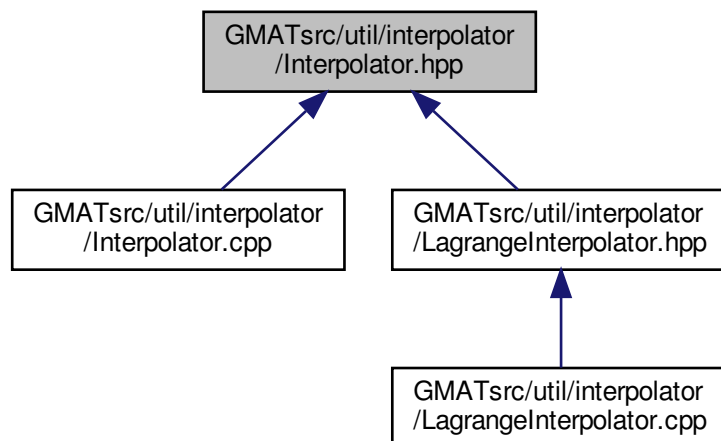 GMATsrc/util/interpolator
/Interpolator.hpp
GMATsrc/util/interpolator
/Interpolator.cpp
GMATsrc/util/interpolator
/LagrangeInterpolator.hpp
GMATsrc/util/interpolator
/LagrangeInterpolator.cpp